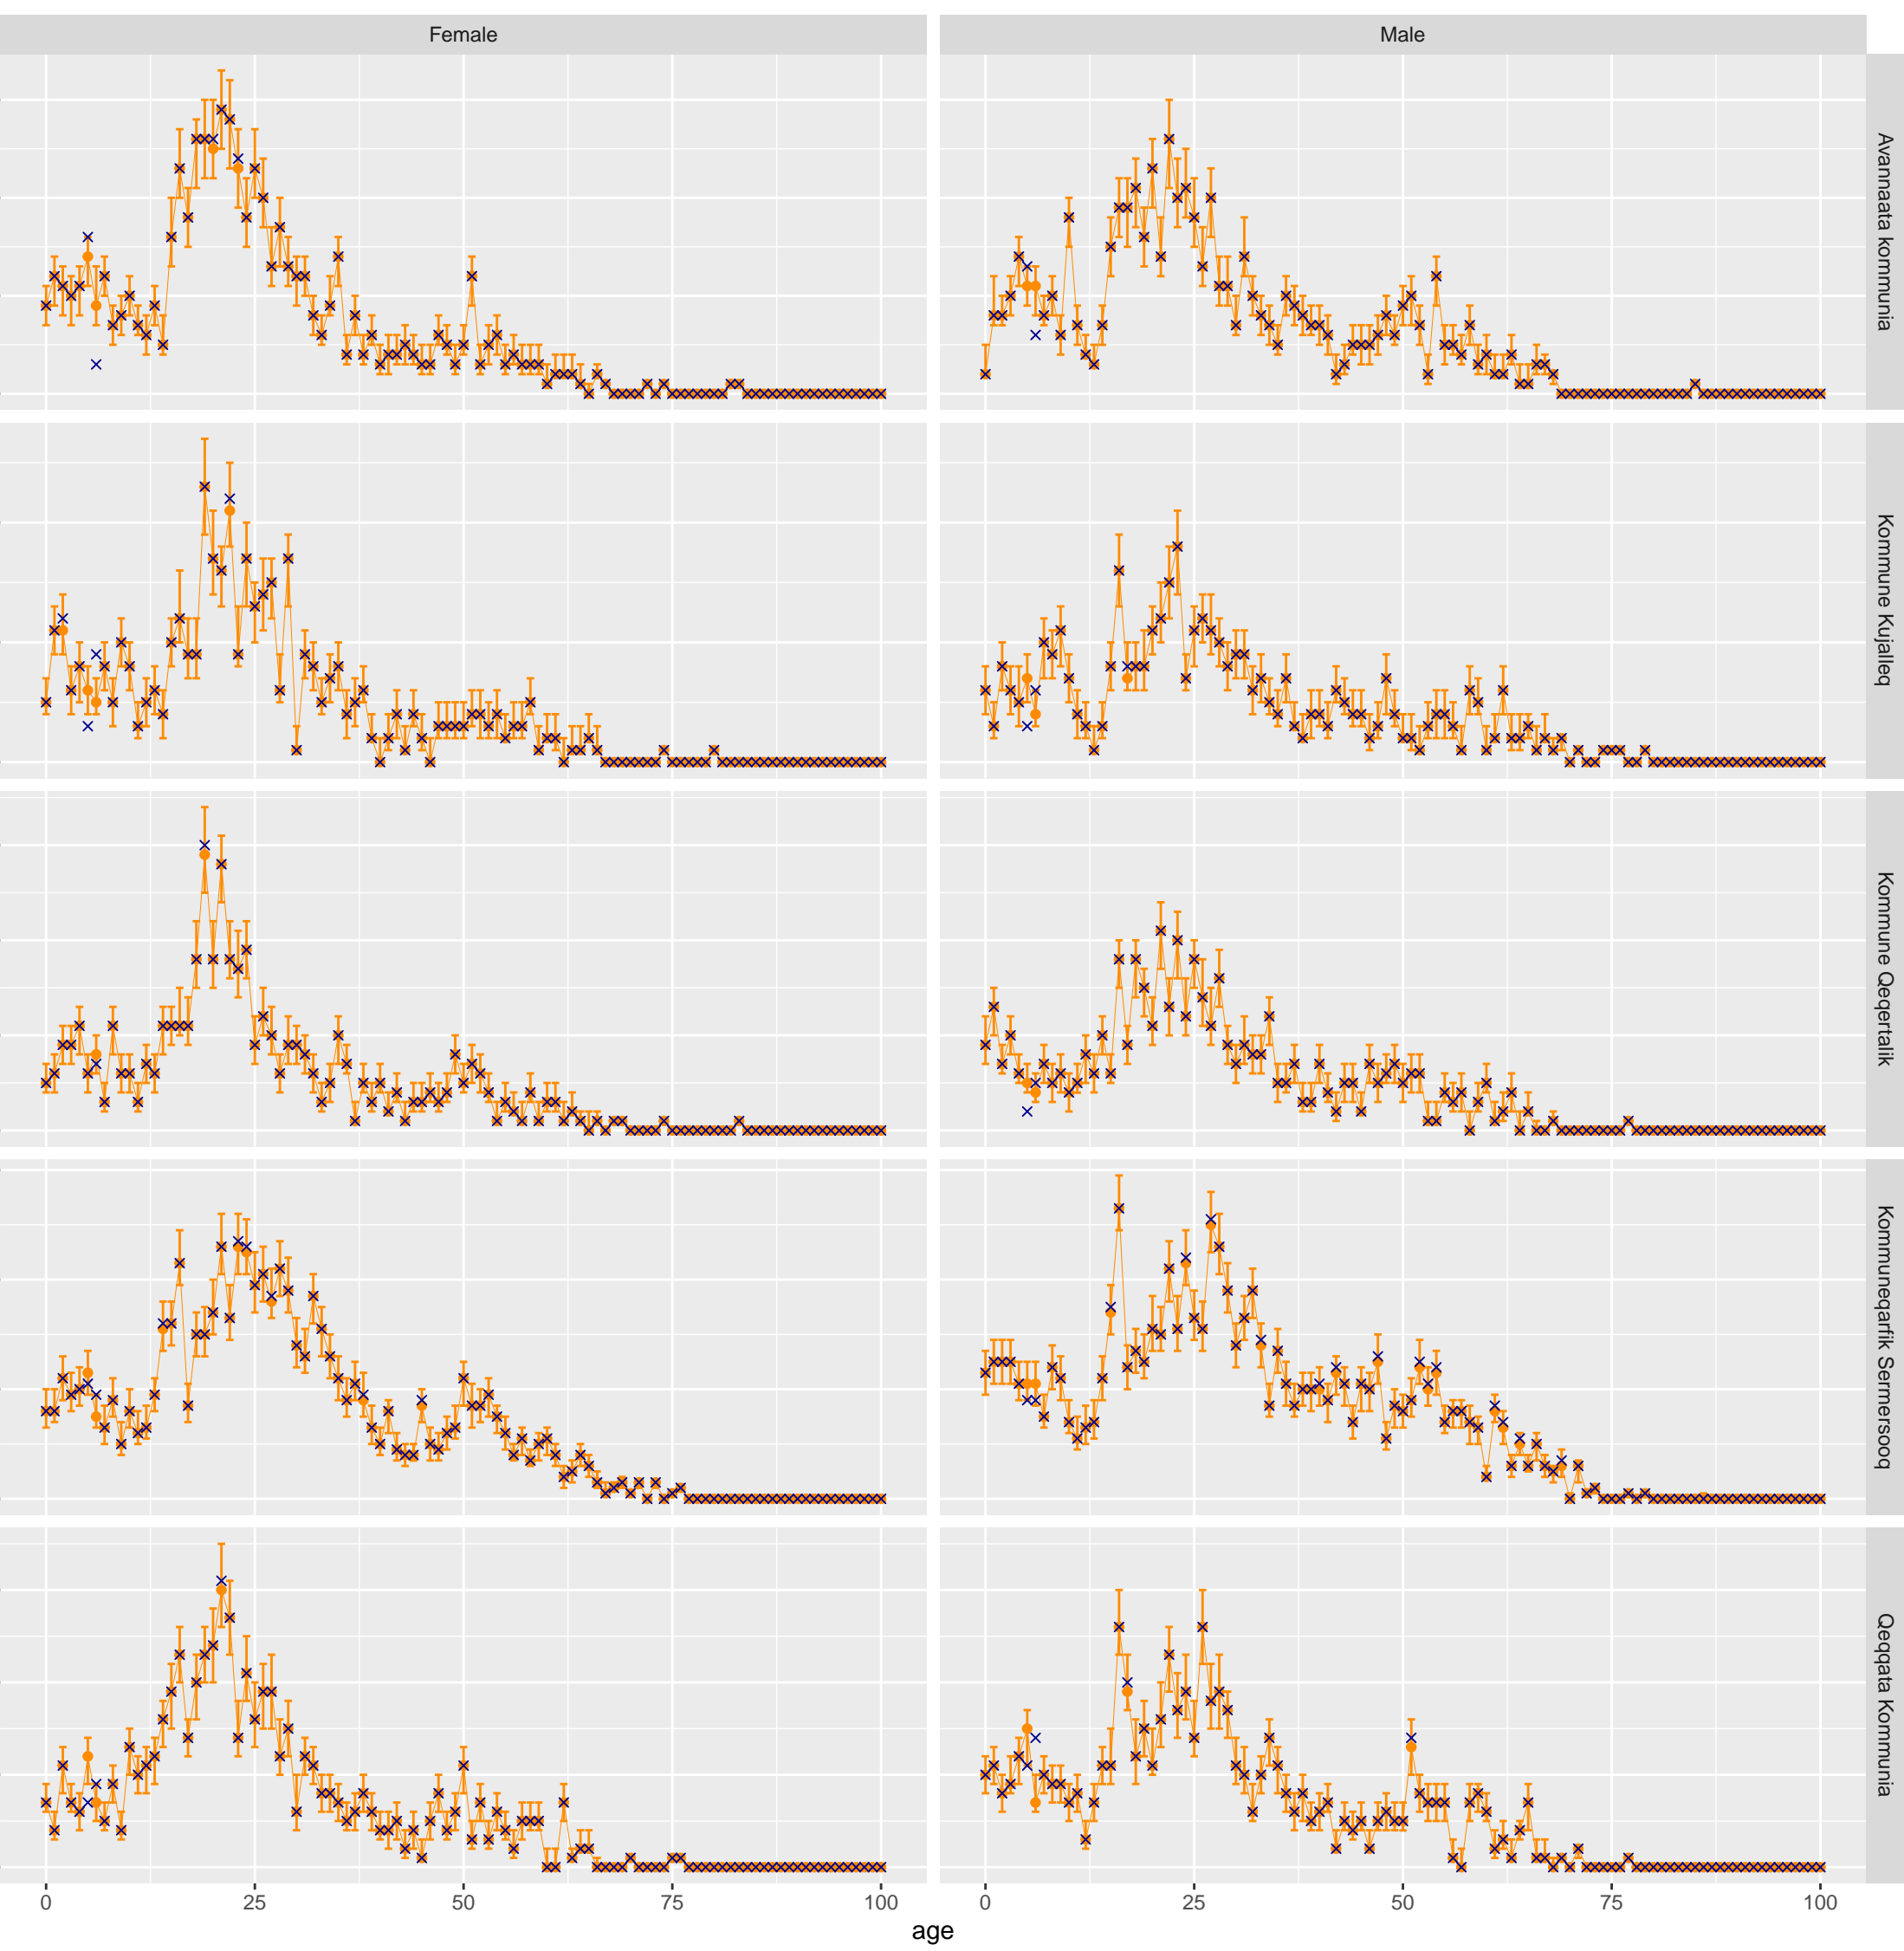 Female
Male
Avannaata kommunia
Kommune Kujalleq
Kommune Qeqertalik
Kommuneqarfik Sermersooq
Qeqqata Kommunia
0 25 50 75 100
0 25 50 75 100
age